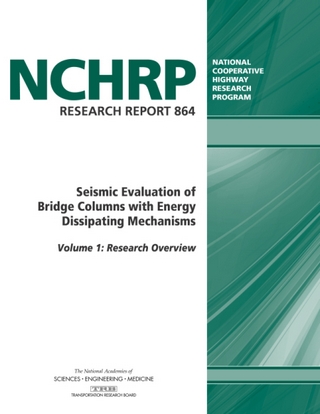 NCHRP
RESEARCH REPORT 864
NATIONAL
COOPERATIVE
HIGHWAY
RESEARCH
PROGRAM
Seismic Evaluation of
Bridge Columns with Energy
Dissipating Mechanisms
Volume 1: Research Overview
The National Academies of
SCIENCES • ENGINEERING • MEDICINE
TRB
TRANSPORTATION RESEARCH BOARD